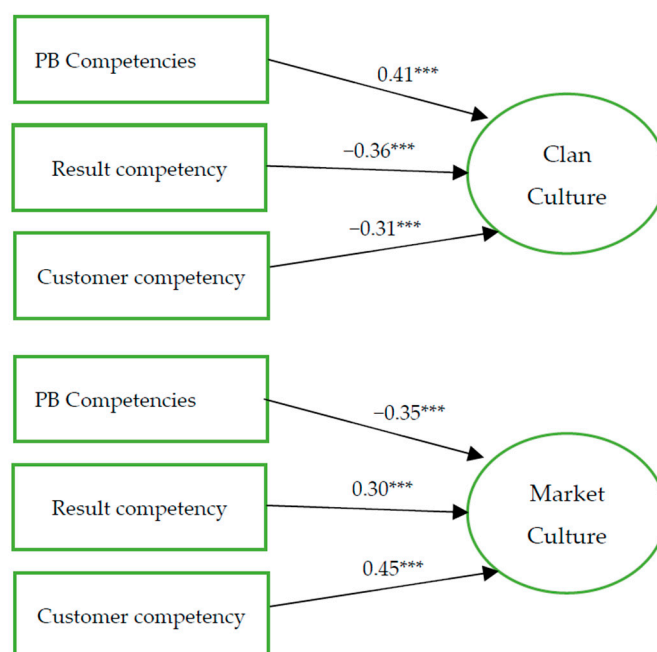 PB Competencies
0.41***
Result competency
−0.36***
Clan
Culture
−0.31***
Customer competency
PB Competencies
−0.35***
Result competency
0.30***
Market
Culture
0.45***
Customer competency